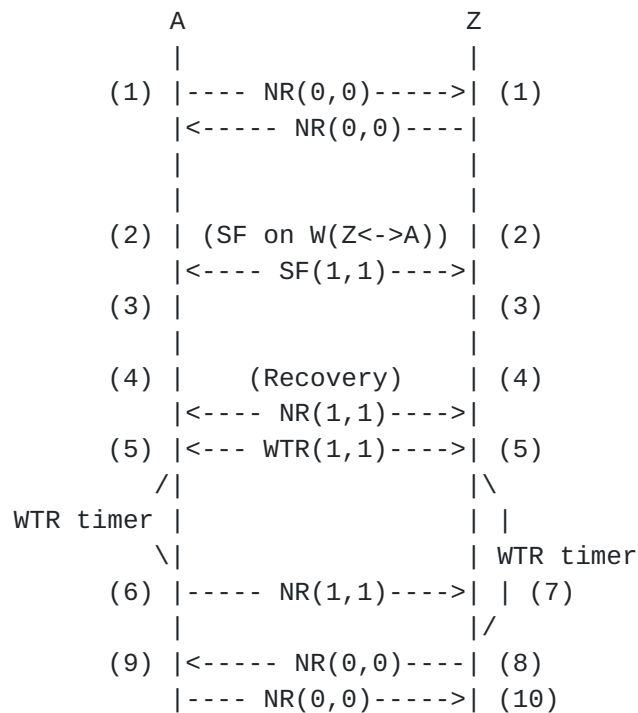 A Z
| |
(1) |---- NR(0,0)----->| (1)
|<----- NR(0,0)----|
| |
| |
(2) | (SF on W(Z<->A)) | (2)
|<---- SF(1,1)---->|
(3) | | (3)
| |
(4) | (Recovery) | (4)
|<---- NR(1,1)---->|
(5) |<--- WTR(1,1)---->| (5)
/| |\
WTR timer | | |
\| | WTR timer
(6) |----- NR(1,1)---->| | (7)
| |/
(9) |<----- NR(0,0)----| (8)
|---- NR(0,0)----->| (10)